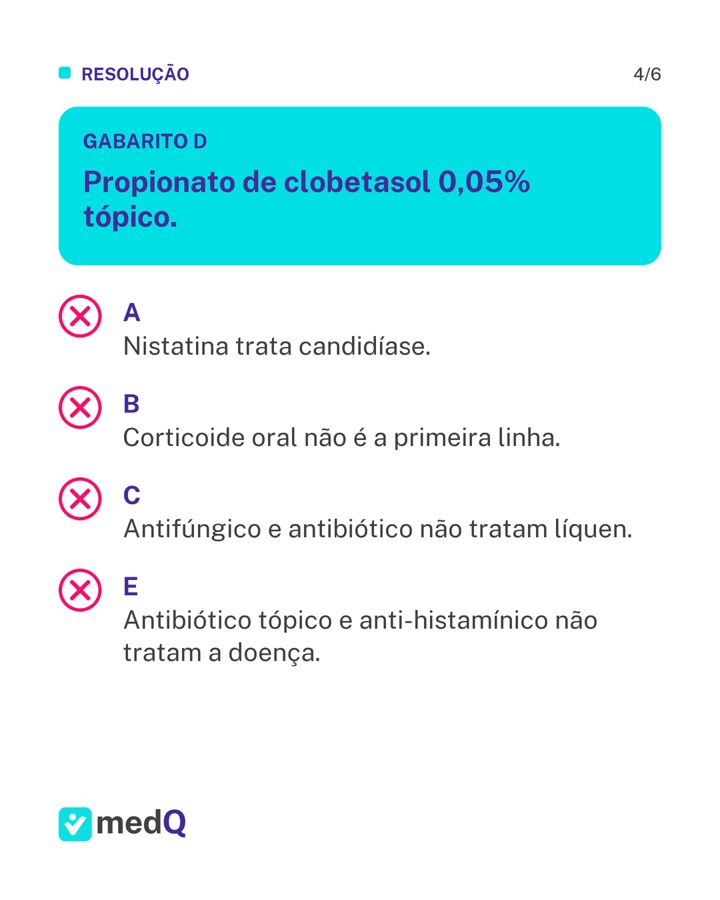 RESOLUÇÃO
4/6
GABARITO D
Propionato de clobetasol 0,05%
tópico.
A
Nistatina trata candidíase.
B
Corticoide oral não é a primeira linha.
C
Antifúngico e antibiótico não tratam líquen.
E
Antibiótico tópico e anti-histamínico não
tratam a doença.
medQ